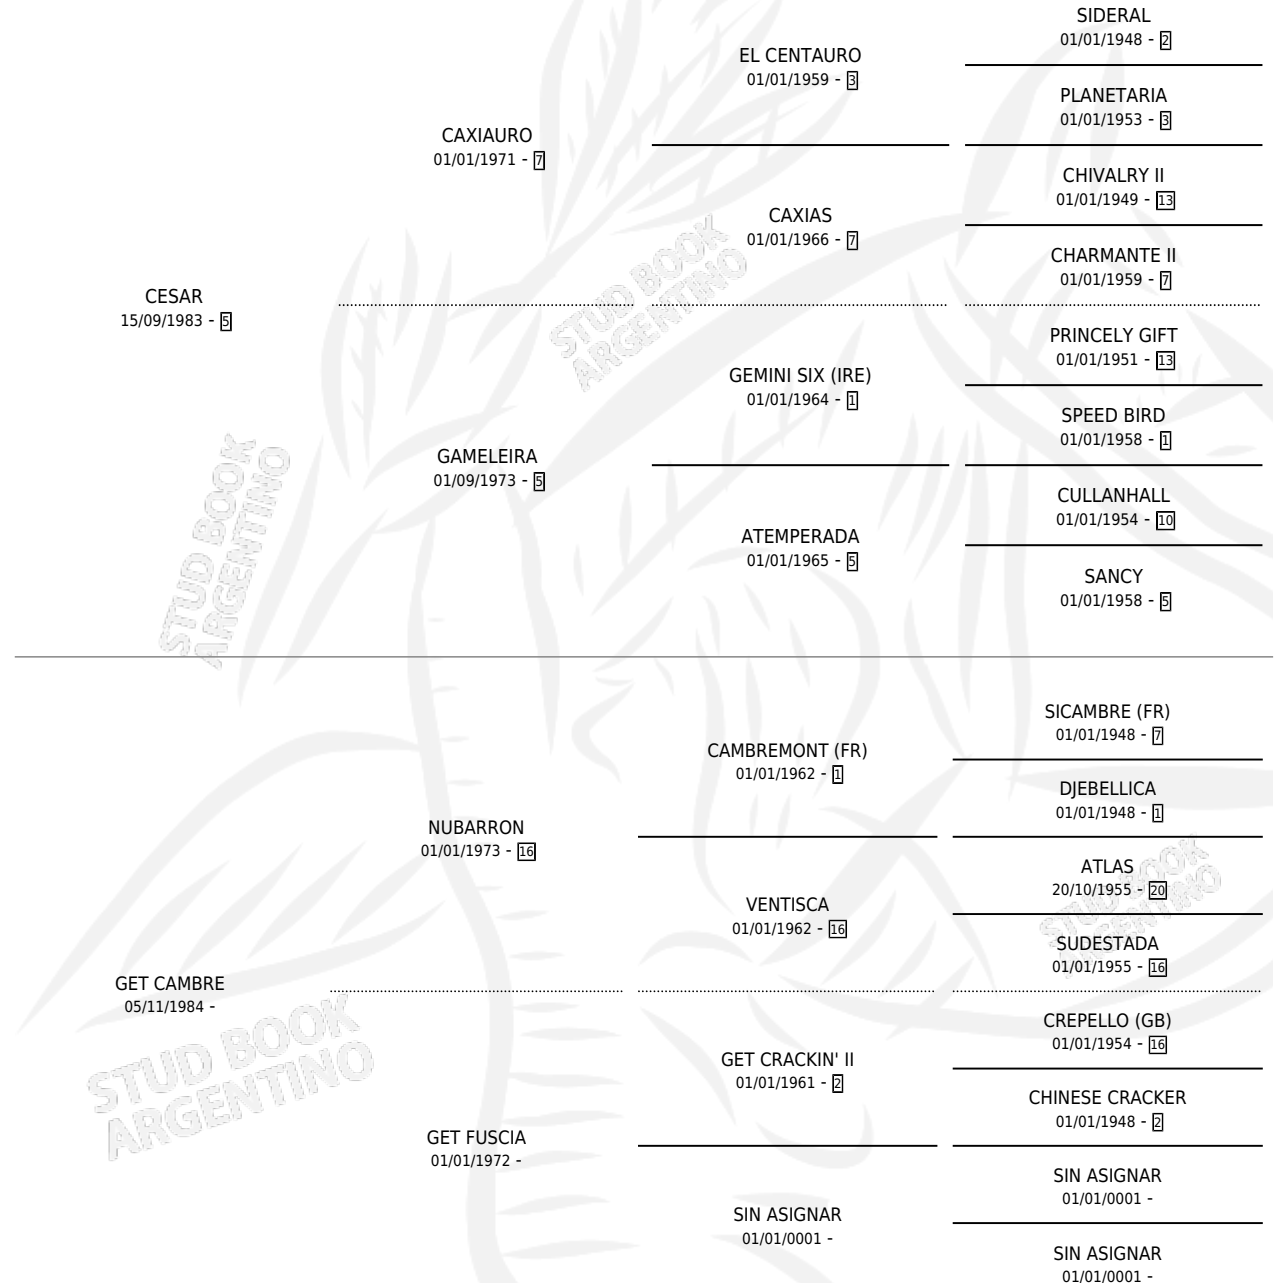 SIDERAL
01/01/1948 - 2
EL CENTAURO
01/01/1959 - 3
PLANETARIA
01/01/1953 - 3
CAXIAURO
01/01/1971 - 7
CHIVALRY II
01/01/1949 - 13
CAXIAS
01/01/1966 - 7
CHARMANTE II
01/01/1959 - 7
CESAR
15/09/1983 - 5
PRINCELY GIFT
01/01/1951 - 13
GEMINI SIX (IRE)
01/01/1964 - 1
SPEED BIRD
01/01/1958 - 1
GAMELEIRA
01/09/1973 - 5
CULLANHALL
01/01/1954 - 10
ATEMPERADA
01/01/1965 - 5
SANCY
01/01/1958 - 5
STUD BOOK
ARGENTINO
STUD BOOK
ARGENTINO
SICAMBRE (FR)
01/01/1948 - 7
CAMBREMONT (FR)
01/01/1962 - 1
DJEBELLICA
01/01/1948 - 1
NUBARRON
01/01/1973 - 16
ATLAS
20/10/1955 - 20
VENTISCA
01/01/1962 - 16
SUDESTADA
01/01/1955 - 16
STUD BOOK
ARGENTINO
GET CAMBRE
05/11/1984 -
CREPELLO (GB)
01/01/1954 - 16
GET CRACKIN' II
01/01/1961 - 2
CHINESE CRACKER
01/01/1948 - 2
STUD BOOK
ARGENTINO
GET FUSCIA
01/01/1972 -
SIN ASIGNAR
01/01/0001 -
SIN ASIGNAR
01/01/0001 -
SIN ASIGNAR
01/01/0001 -